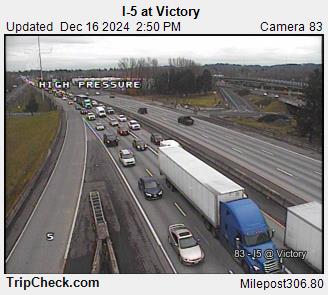 I-5 at Victory
Updated Dec 16 2024 2:50 PM Camera 83
HIGH PRESSURE
S
83 - I5 @ Victory
TripCheck.com Milepost306.80